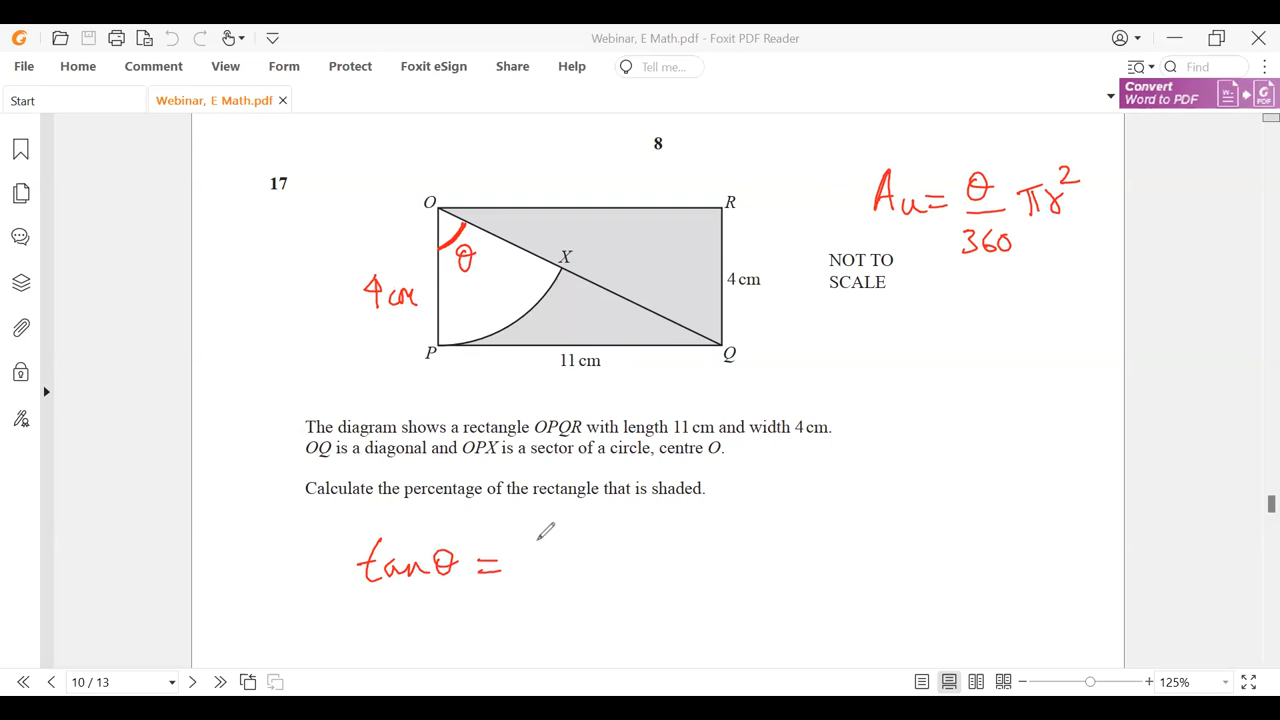 Webinar, E Math.pdf - Foxit PDF Reader
File Home Comment View Form Protect Foxit eSign Share Help Tell me... Find
Start Webinar, E Math.pdf
Convert
Word to PDF
PDF
8
17
O R
θ
X
4 cm
4 cm
P Q
11 cm
NOT TO
SCALE
Au = θ/360 πr²
The diagram shows a rectangle OPQR with length 11 cm and width 4 cm.
OQ is a diagonal and OPX is a sector of a circle, centre O.
Calculate the percentage of the rectangle that is shaded.
tanθ =
10 / 13 125%